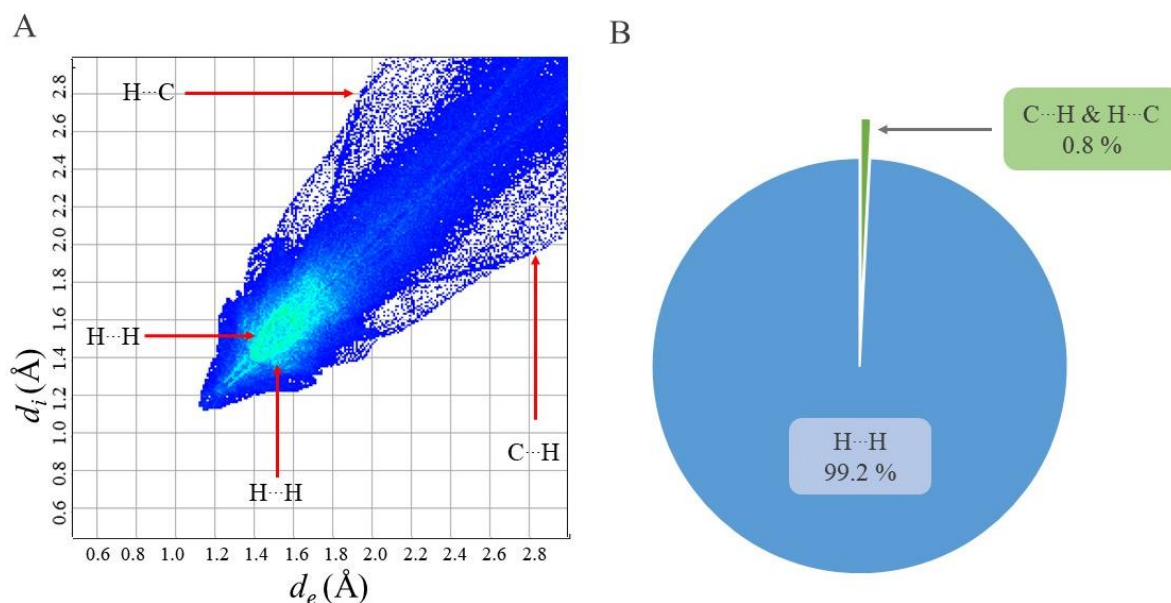 A
H···C
H···H
H···H
C···H
d_i (Å)
2.8
2.6
2.4
2.2
2.0
1.8
1.6
1.4
1.2
1.0
0.8
0.6
0.6 0.8 1.0 1.2 1.4 1.6 1.8 2.0 2.2 2.4 2.6 2.8
d_e (Å)
B
C···H & H···C
0.8 %
H···H
99.2 %